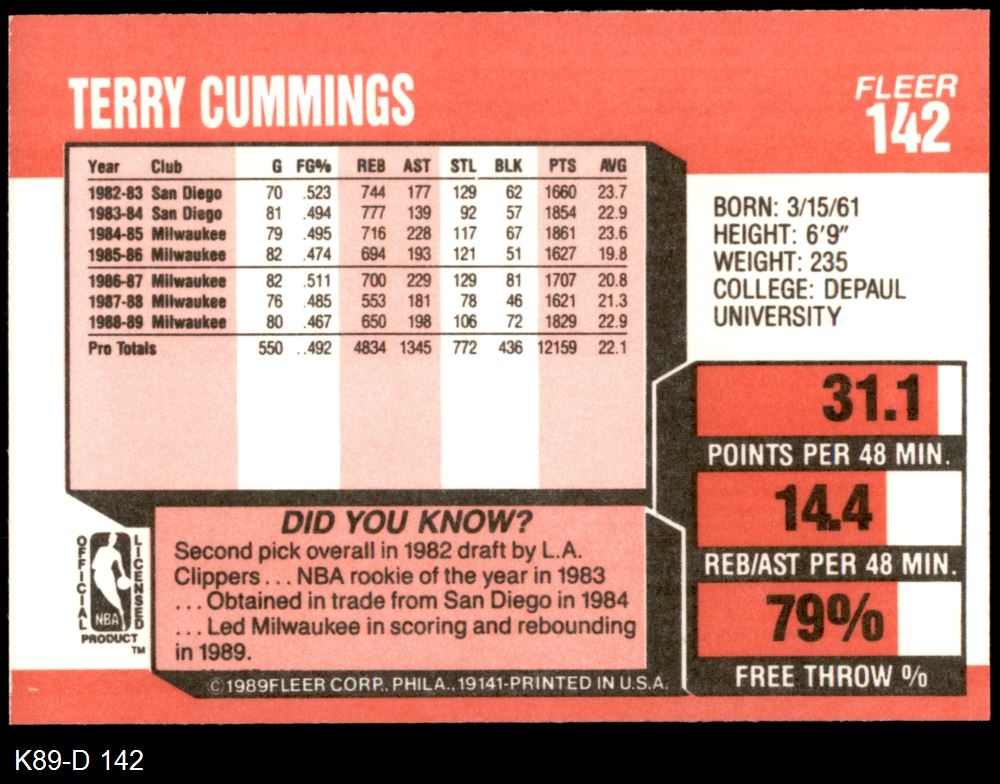 TERRY CUMMINGS
FLEER
142
Year Club G FG% REB AST STL BLK PTS AVG
1982-83 San Diego 70 .523 744 177 129 62 1660 23.7
1983-84 San Diego 81 .494 777 139 92 57 1854 22.9
1984-85 Milwaukee 79 .495 716 228 117 67 1861 23.6
1985-86 Milwaukee 82 .474 694 193 121 51 1627 19.8
1986-87 Milwaukee 82 .511 700 229 129 81 1707 20.8
1987-88 Milwaukee 76 .485 553 181 78 46 1621 21.3
1988-89 Milwaukee 80 .467 650 198 106 72 1829 22.9
Pro Totals 550 ..492 4834 1345 772 436 12159 22.1
BORN: 3/15/61
HEIGHT: 6'9"
WEIGHT: 235
COLLEGE: DEPAUL
UNIVERSITY
31.1
POINTS PER 48 MIN.
14.4
REB/AST PER 48 MIN.
79%
FREE THROW %
OFFICIAL
NBA
LICENSED
PRODUCT
TM
DID YOU KNOW?
Second pick overall in 1982 draft by L.A.
Clippers . . . NBA rookie of the year in 1983
. . . Obtained in trade from San Diego in 1984
. . . Led Milwaukee in scoring and rebounding
in 1989.
©1989FLEER CORP., PHILA., 19141-PRINTED IN U.S.A.
K89-D 142